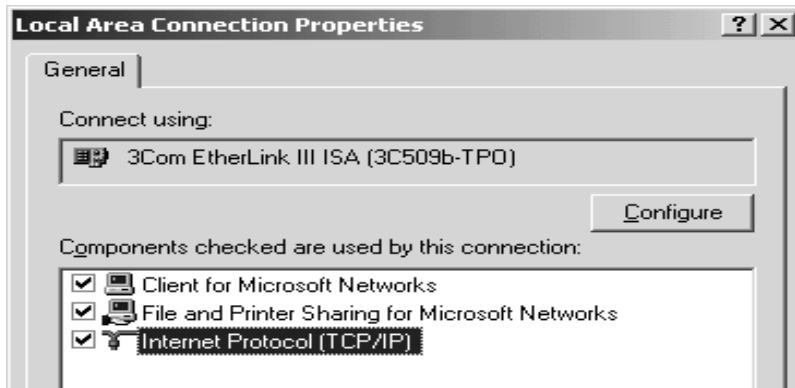 Local Area Connection Properties
General
Connect using:
3Com EtherLink III ISA (3C509b-TPO)
Configure
Components checked are used by this connection:
Client for Microsoft Networks
File and Printer Sharing for Microsoft Networks
Internet Protocol (TCP/IP)